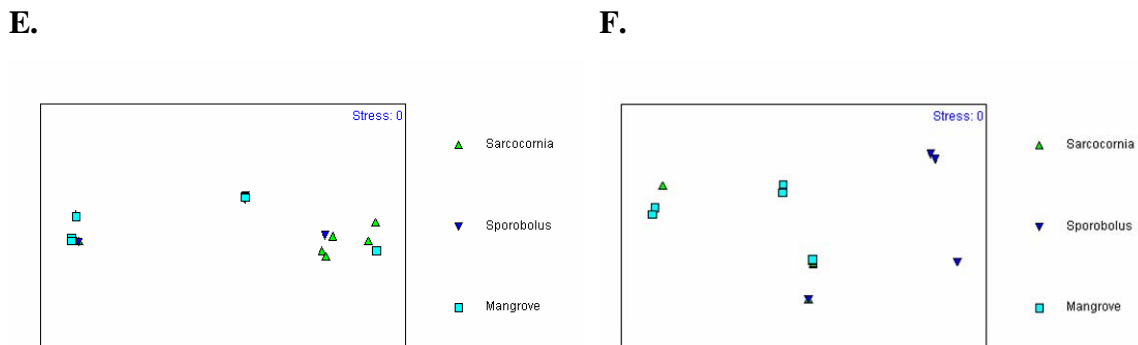 E.
F.
Stress: 0
Sarcocornia
Sporobolus
Mangrove
Stress: 0
Sarcocornia
Sporobolus
Mangrove